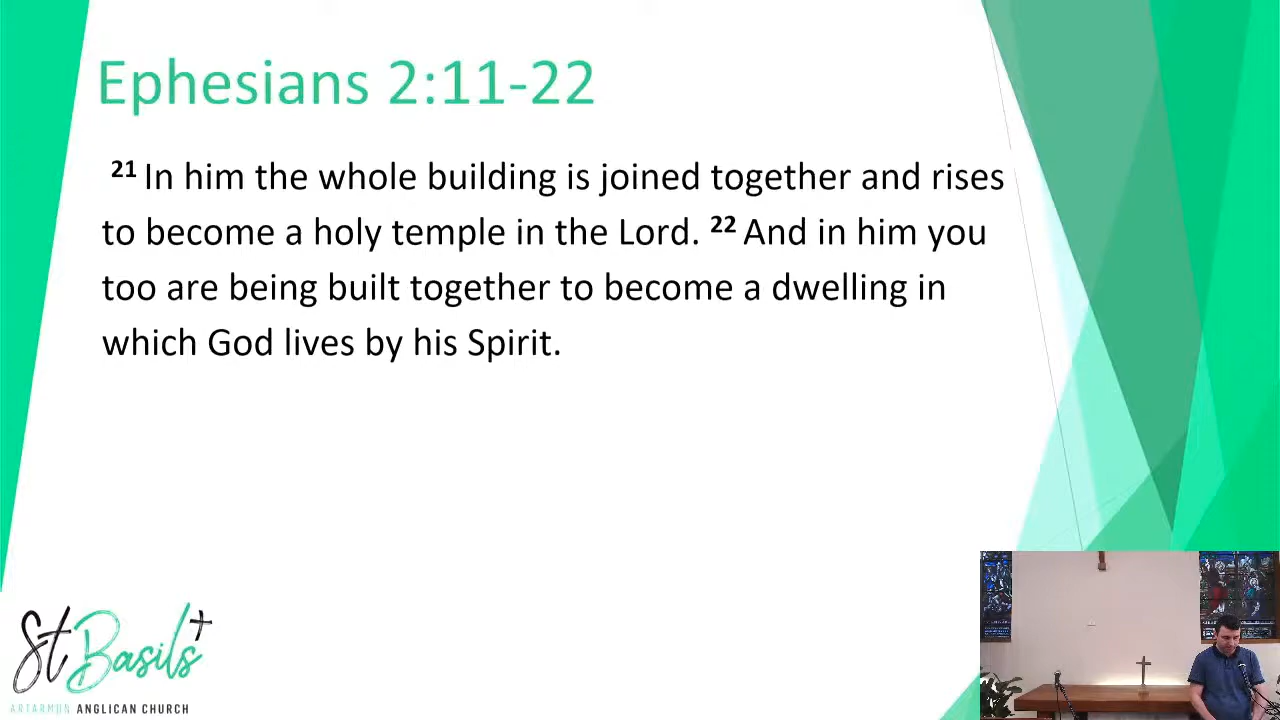 Ephesians 2:11-22
21 In him the whole building is joined together and rises
to become a holy temple in the Lord. 22 And in him you
too are being built together to become a dwelling in
which God lives by his Spirit.
St Basils
ARTARMON ANGLICAN CHURCH